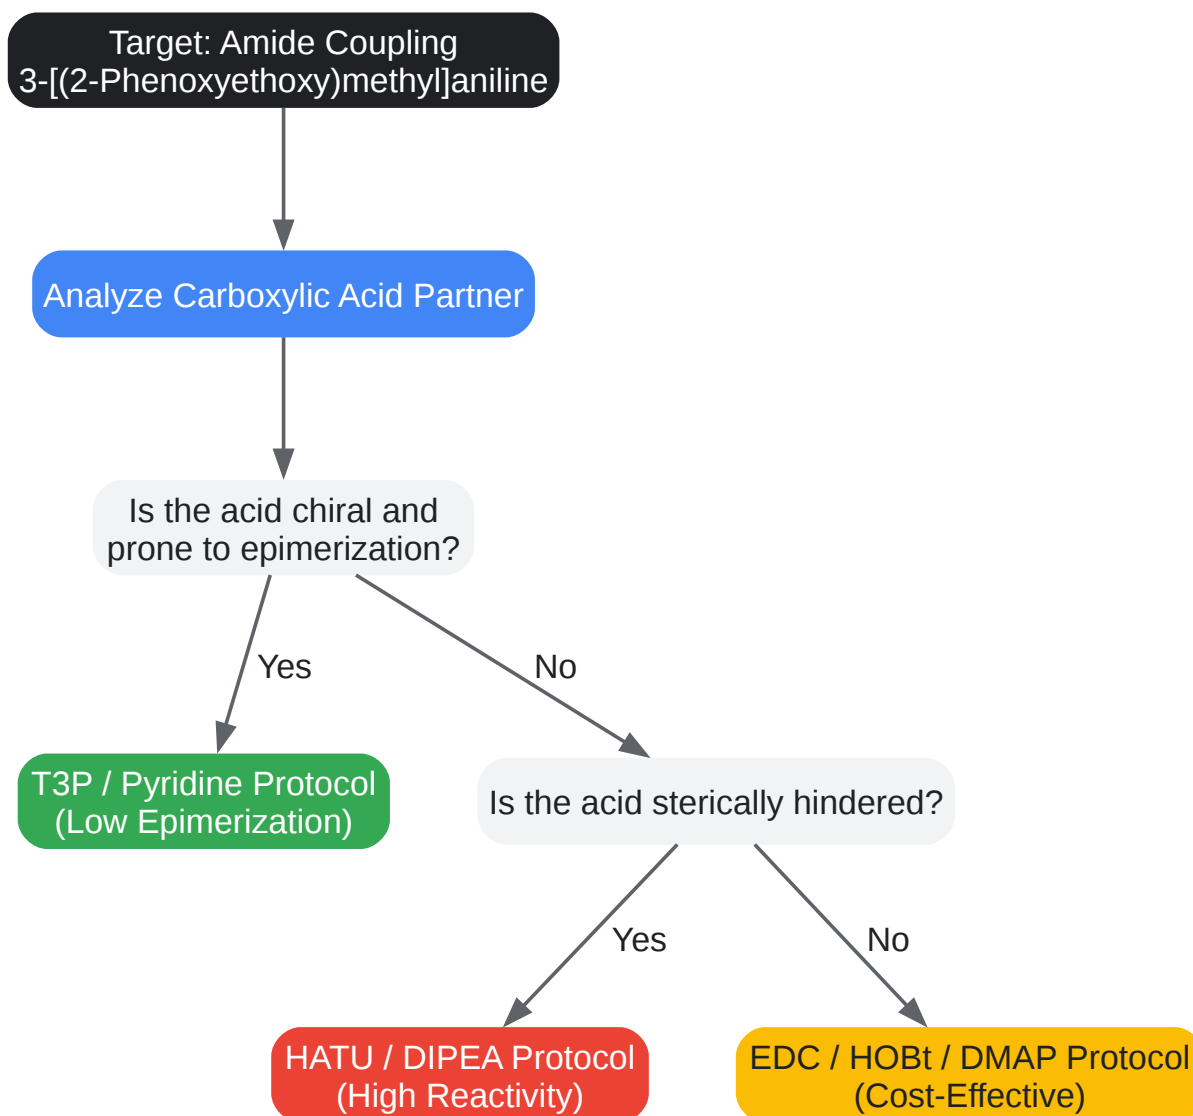 Target: Amide Coupling
3-[(2-Phenoxyethoxy)methyl]aniline
Analyze Carboxylic Acid Partner
Is the acid chiral and
prone to epimerization?
Yes
No
T3P / Pyridine Protocol
(Low Epimerization)
Is the acid sterically hindered?
Yes
No
HATU / DIPEA Protocol
(High Reactivity)
EDC / HOBt / DMAP Protocol
(Cost-Effective)